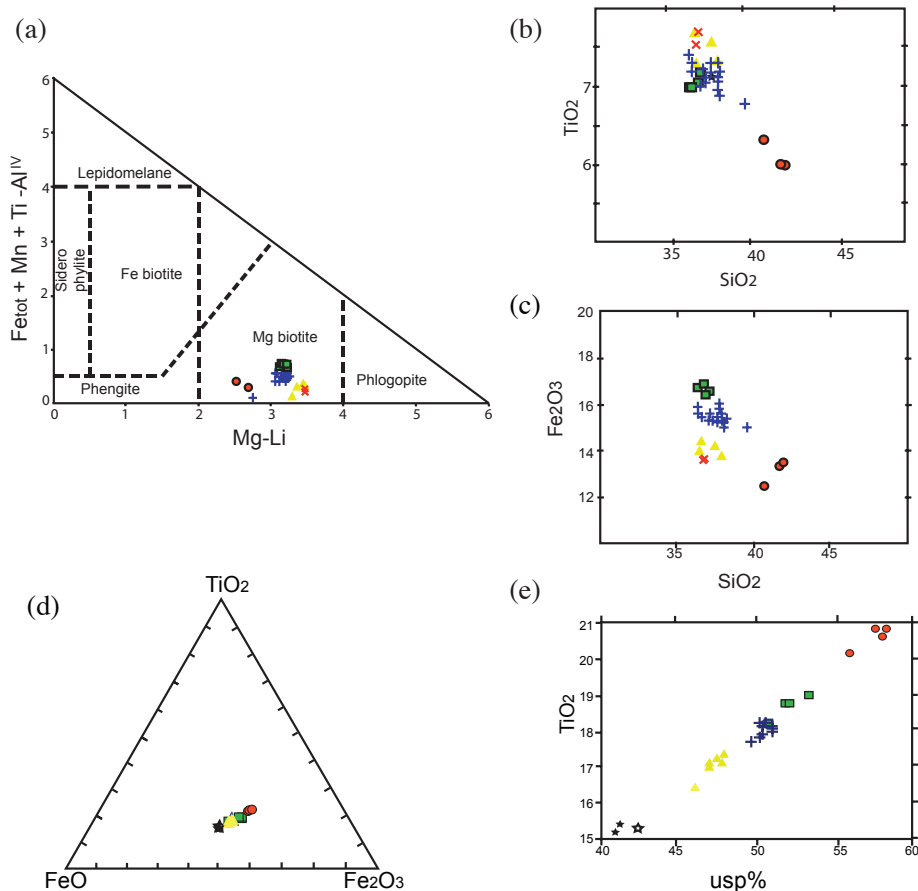 (a)
6
5
4
3
2
1
0
Fetot + Mn + Ti -AlIV
Lepidomelane
Sidero
phylite
Fe biotite
Mg biotite
Phengite
Phlogopite
0 1 2 3 4 5 6
Mg-Li
(b)
TiO2
7
6
35 40 45
SiO2
(c)
Fe2O3
20
18
16
14
12
35 40 45
SiO2
(d)
TiO2
FeO Fe2O3
(e)
TiO2
21
20
19
18
17
16
15
40 45 50 55 60
usp%